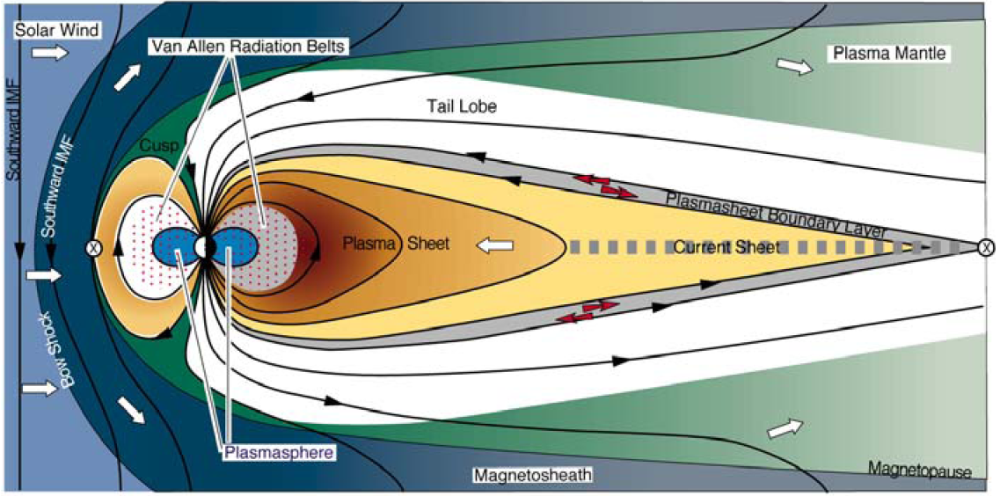 Solar Wind
Van Allen Radiation Belts
Plasma Mantle
Southward IMF
Southward IMF
Tail Lobe
Cusp
Plasmasheet Boundary Layer
Plasma Sheet
Current Sheet
X
X
Bow Shock
Plasmasphere
Magnetosheath
Magnetopause